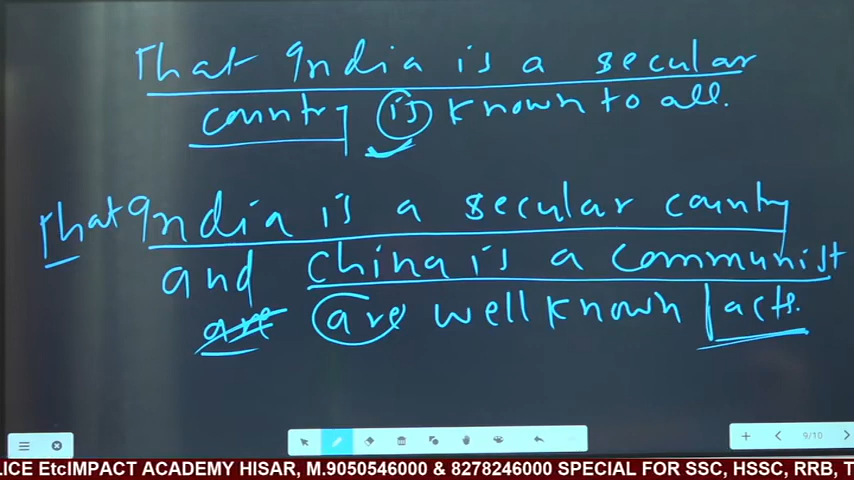 That India is a secular
country is known to all.
That India is a secular country
and China is a communist
are are well known facts.
9/10
LICE EtcIMPACT ACADEMY HISAR, M.9050546000 & 8278246000 SPECIAL FOR SSC, HSSC, RRB, T